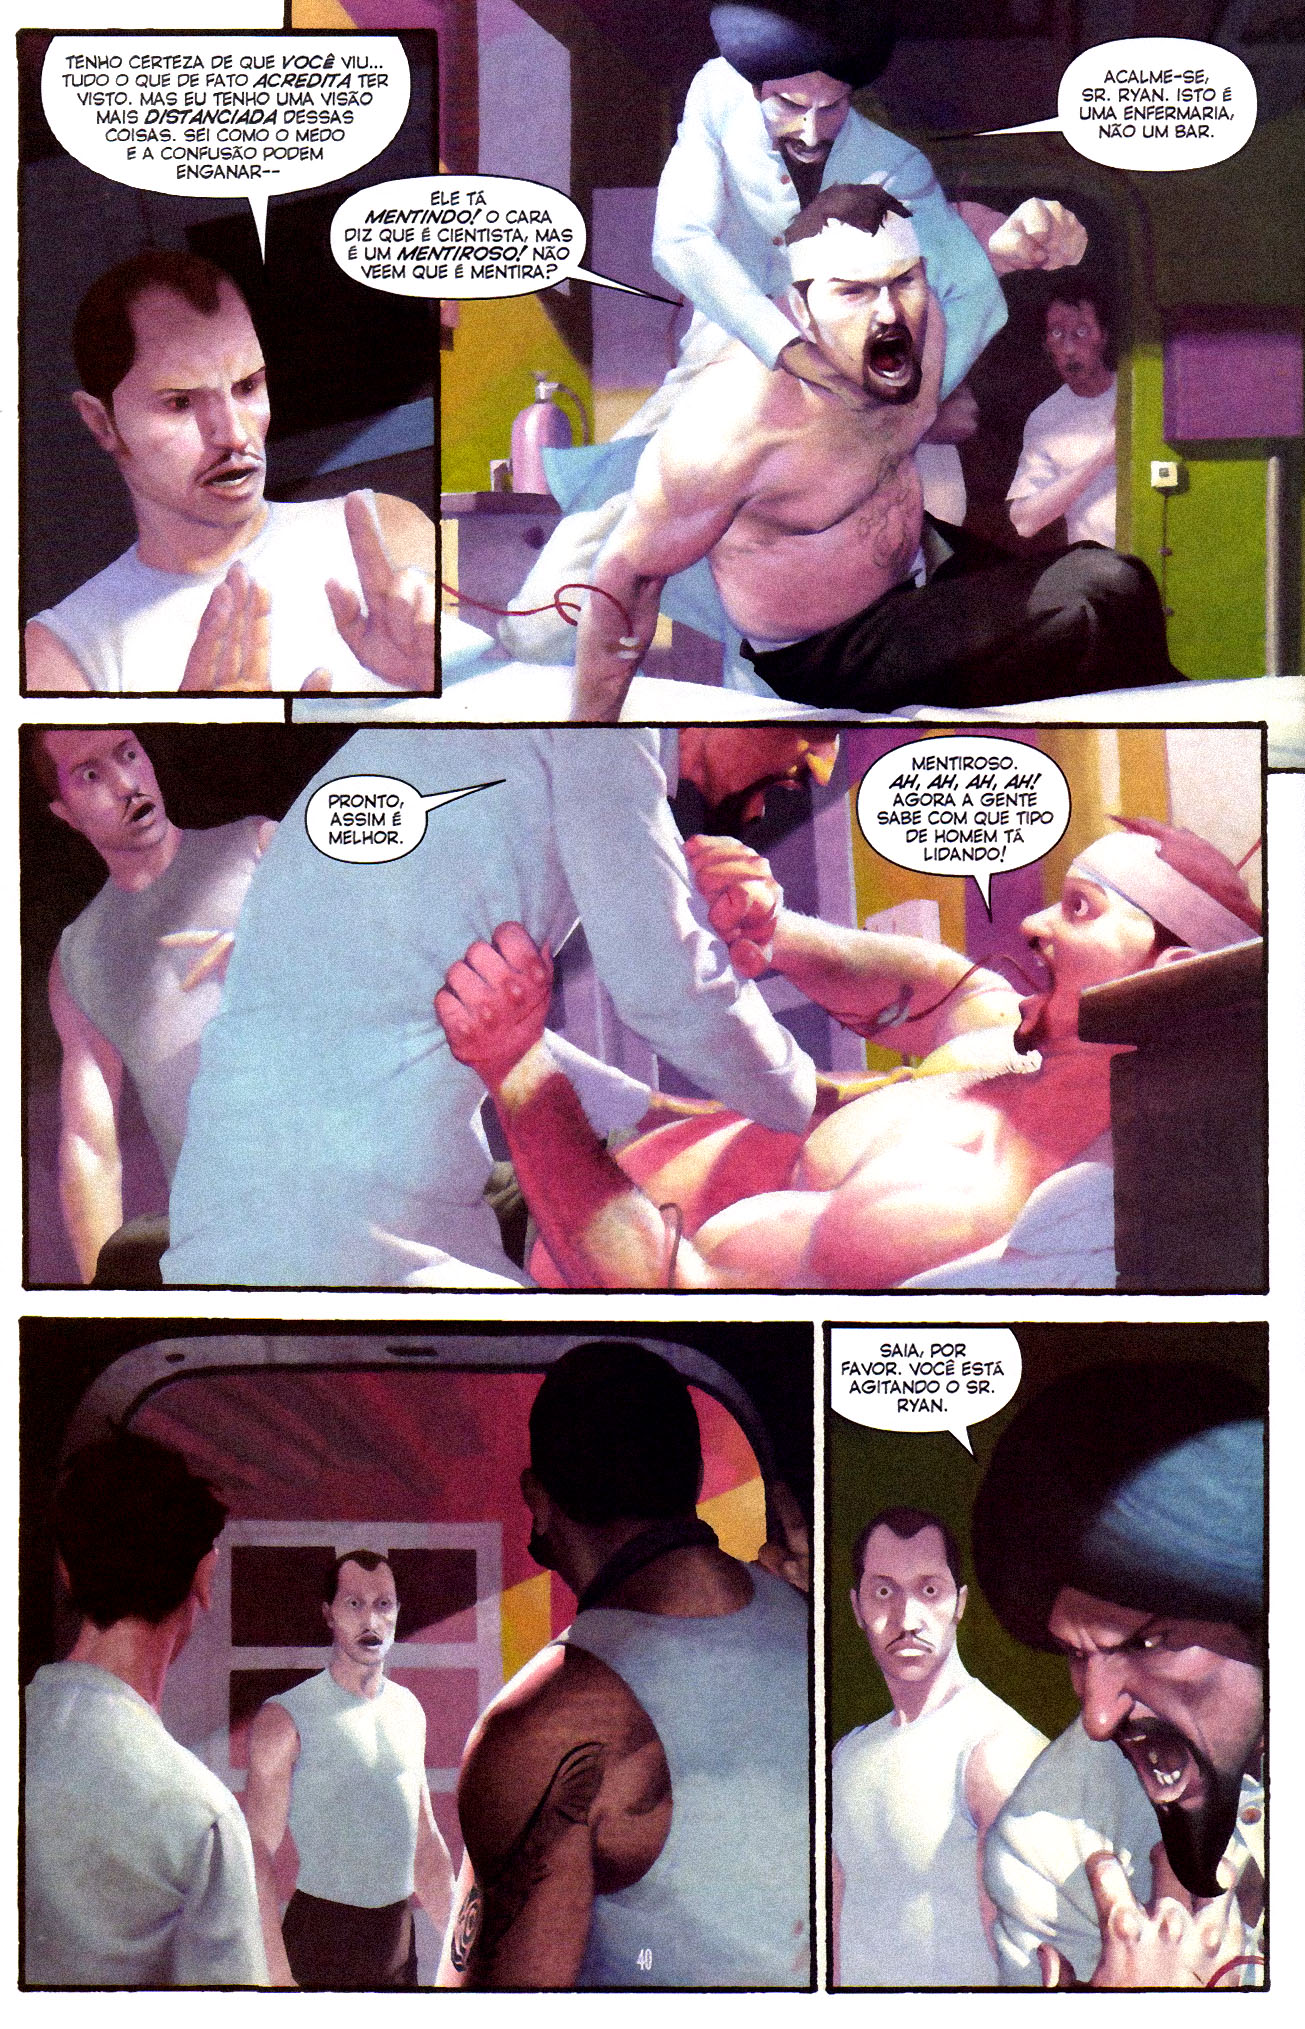 TENHO CERTEZA DE QUE VOCÊ VIU...
TUDO O QUE DE FATO ACREDITA TER
VISTO. MAS EU TENHO UMA VISÃO
MAIS DISTANCIADA DESSAS
COISAS. SEI COMO O MEDO
E A CONFUSÃO PODEM
ENGANAR--
ELE TÁ
MENTINDO! O CARA
DIZ QUE É CIENTISTA, MAS
É UM MENTIROSO! NÃO
VEEM QUE É MENTIRA?
ACALME-SE,
SR. RYAN. ISTO É
UMA ENFERMARIA,
NÃO UM BAR.
PRONTO,
ASSIM É
MELHOR.
MENTIROSO.
AH, AH, AH, AH!
AGORA A GENTE
SABE COM QUE TIPO
DE HOMEM TÁ
LIDANDO!
SAIA, POR
FAVOR. VOCÊ ESTÁ
AGITANDO O SR.
RYAN.
40